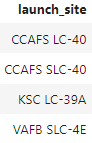 launch_site
CCAFS LC-40
CCAFS SLC-40
KSC LC-39A
VAFB SLC-4E